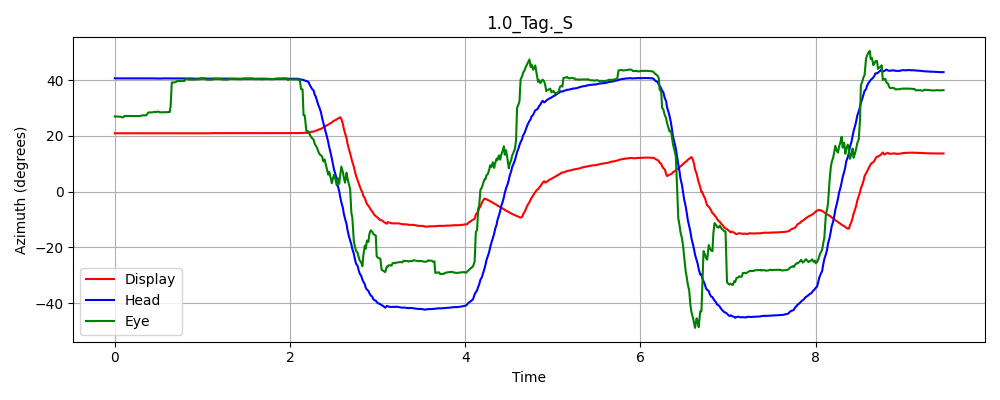 1.0_Tag._S
Azimuth (degrees)
40
20
0
−20
−40
Display
Head
Eye
0 2 4 6 8
Time